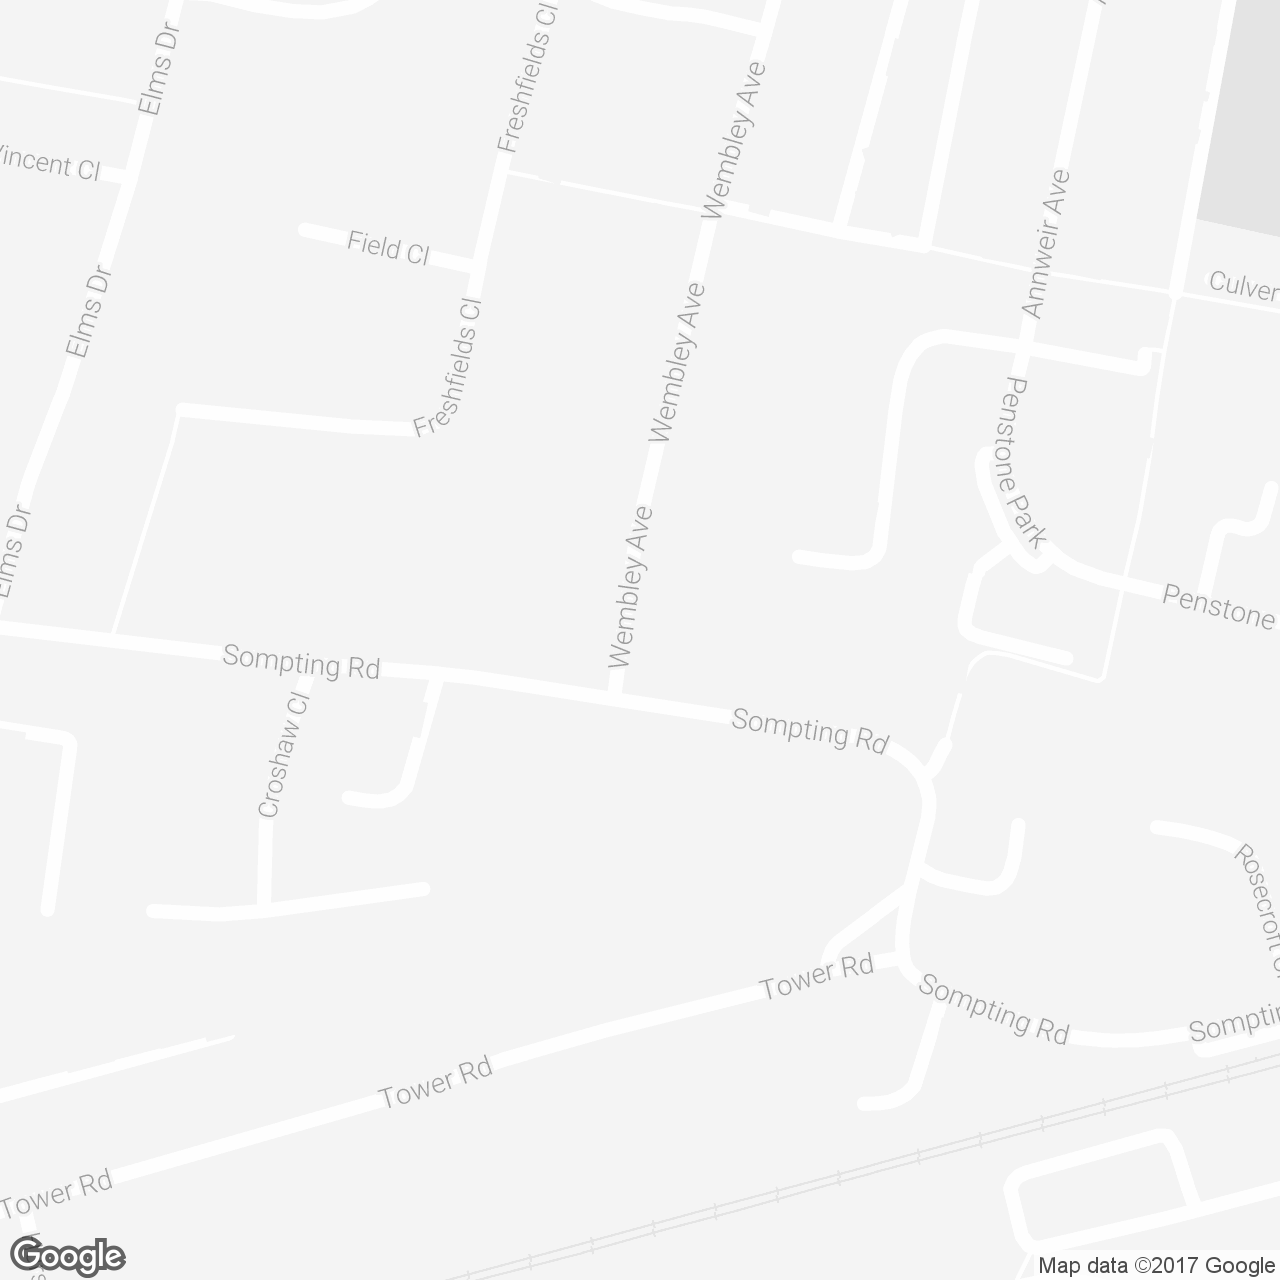 Elms Dr
Freshfields Cl
Wembley Ave
Vincent Cl
Field Cl
Annweir Ave
Culver
Elms Dr
Freshfields Cl
Wembley Ave
Penstone Park
Elms Dr
Wembley Ave
Penstone
Sompting Rd
Croshaw Cl
Sompting Rd
Rosecroft Cl
Tower Rd
Sompting Rd
Sompting
Tower Rd
Tower Rd
Google
Map data ©2017 Google